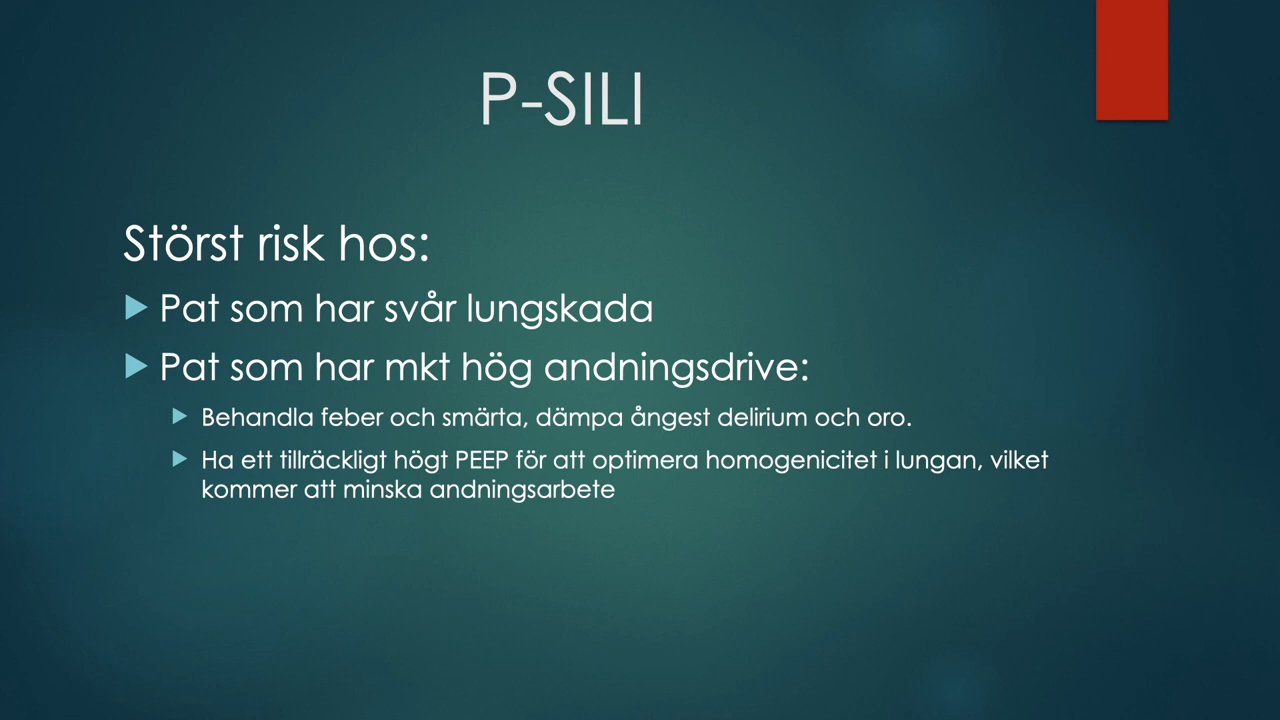 P-SILI
Störst risk hos:
Pat som har svår lungskada
Pat som har mkt hög andningsdrive:
Behandla feber och smärta, dämpa ångest delirium och oro.
Ha ett tillräckligt högt PEEP för att optimera homogenicitet i lungan, vilket
kommer att minska andningsarbete